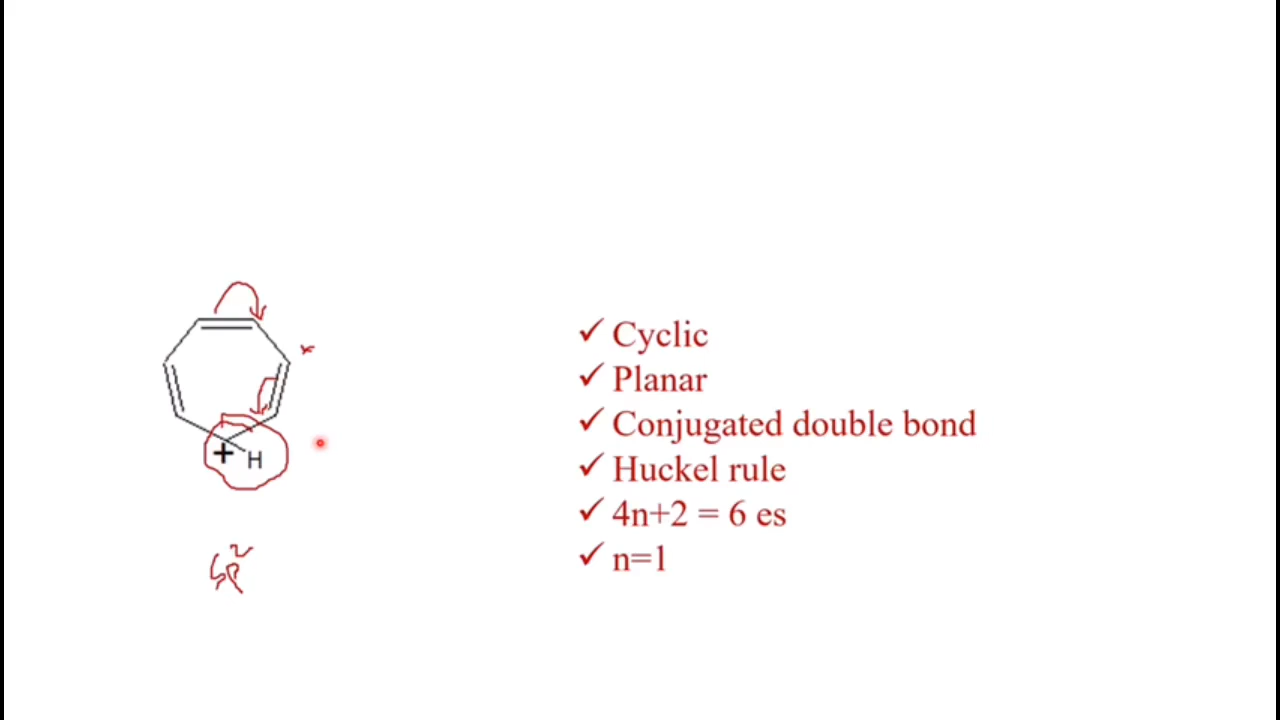 + H
sp²
✓ Cyclic
✓ Planar
✓ Conjugated double bond
✓ Huckel rule
✓ 4n+2 = 6 es
✓ n=1